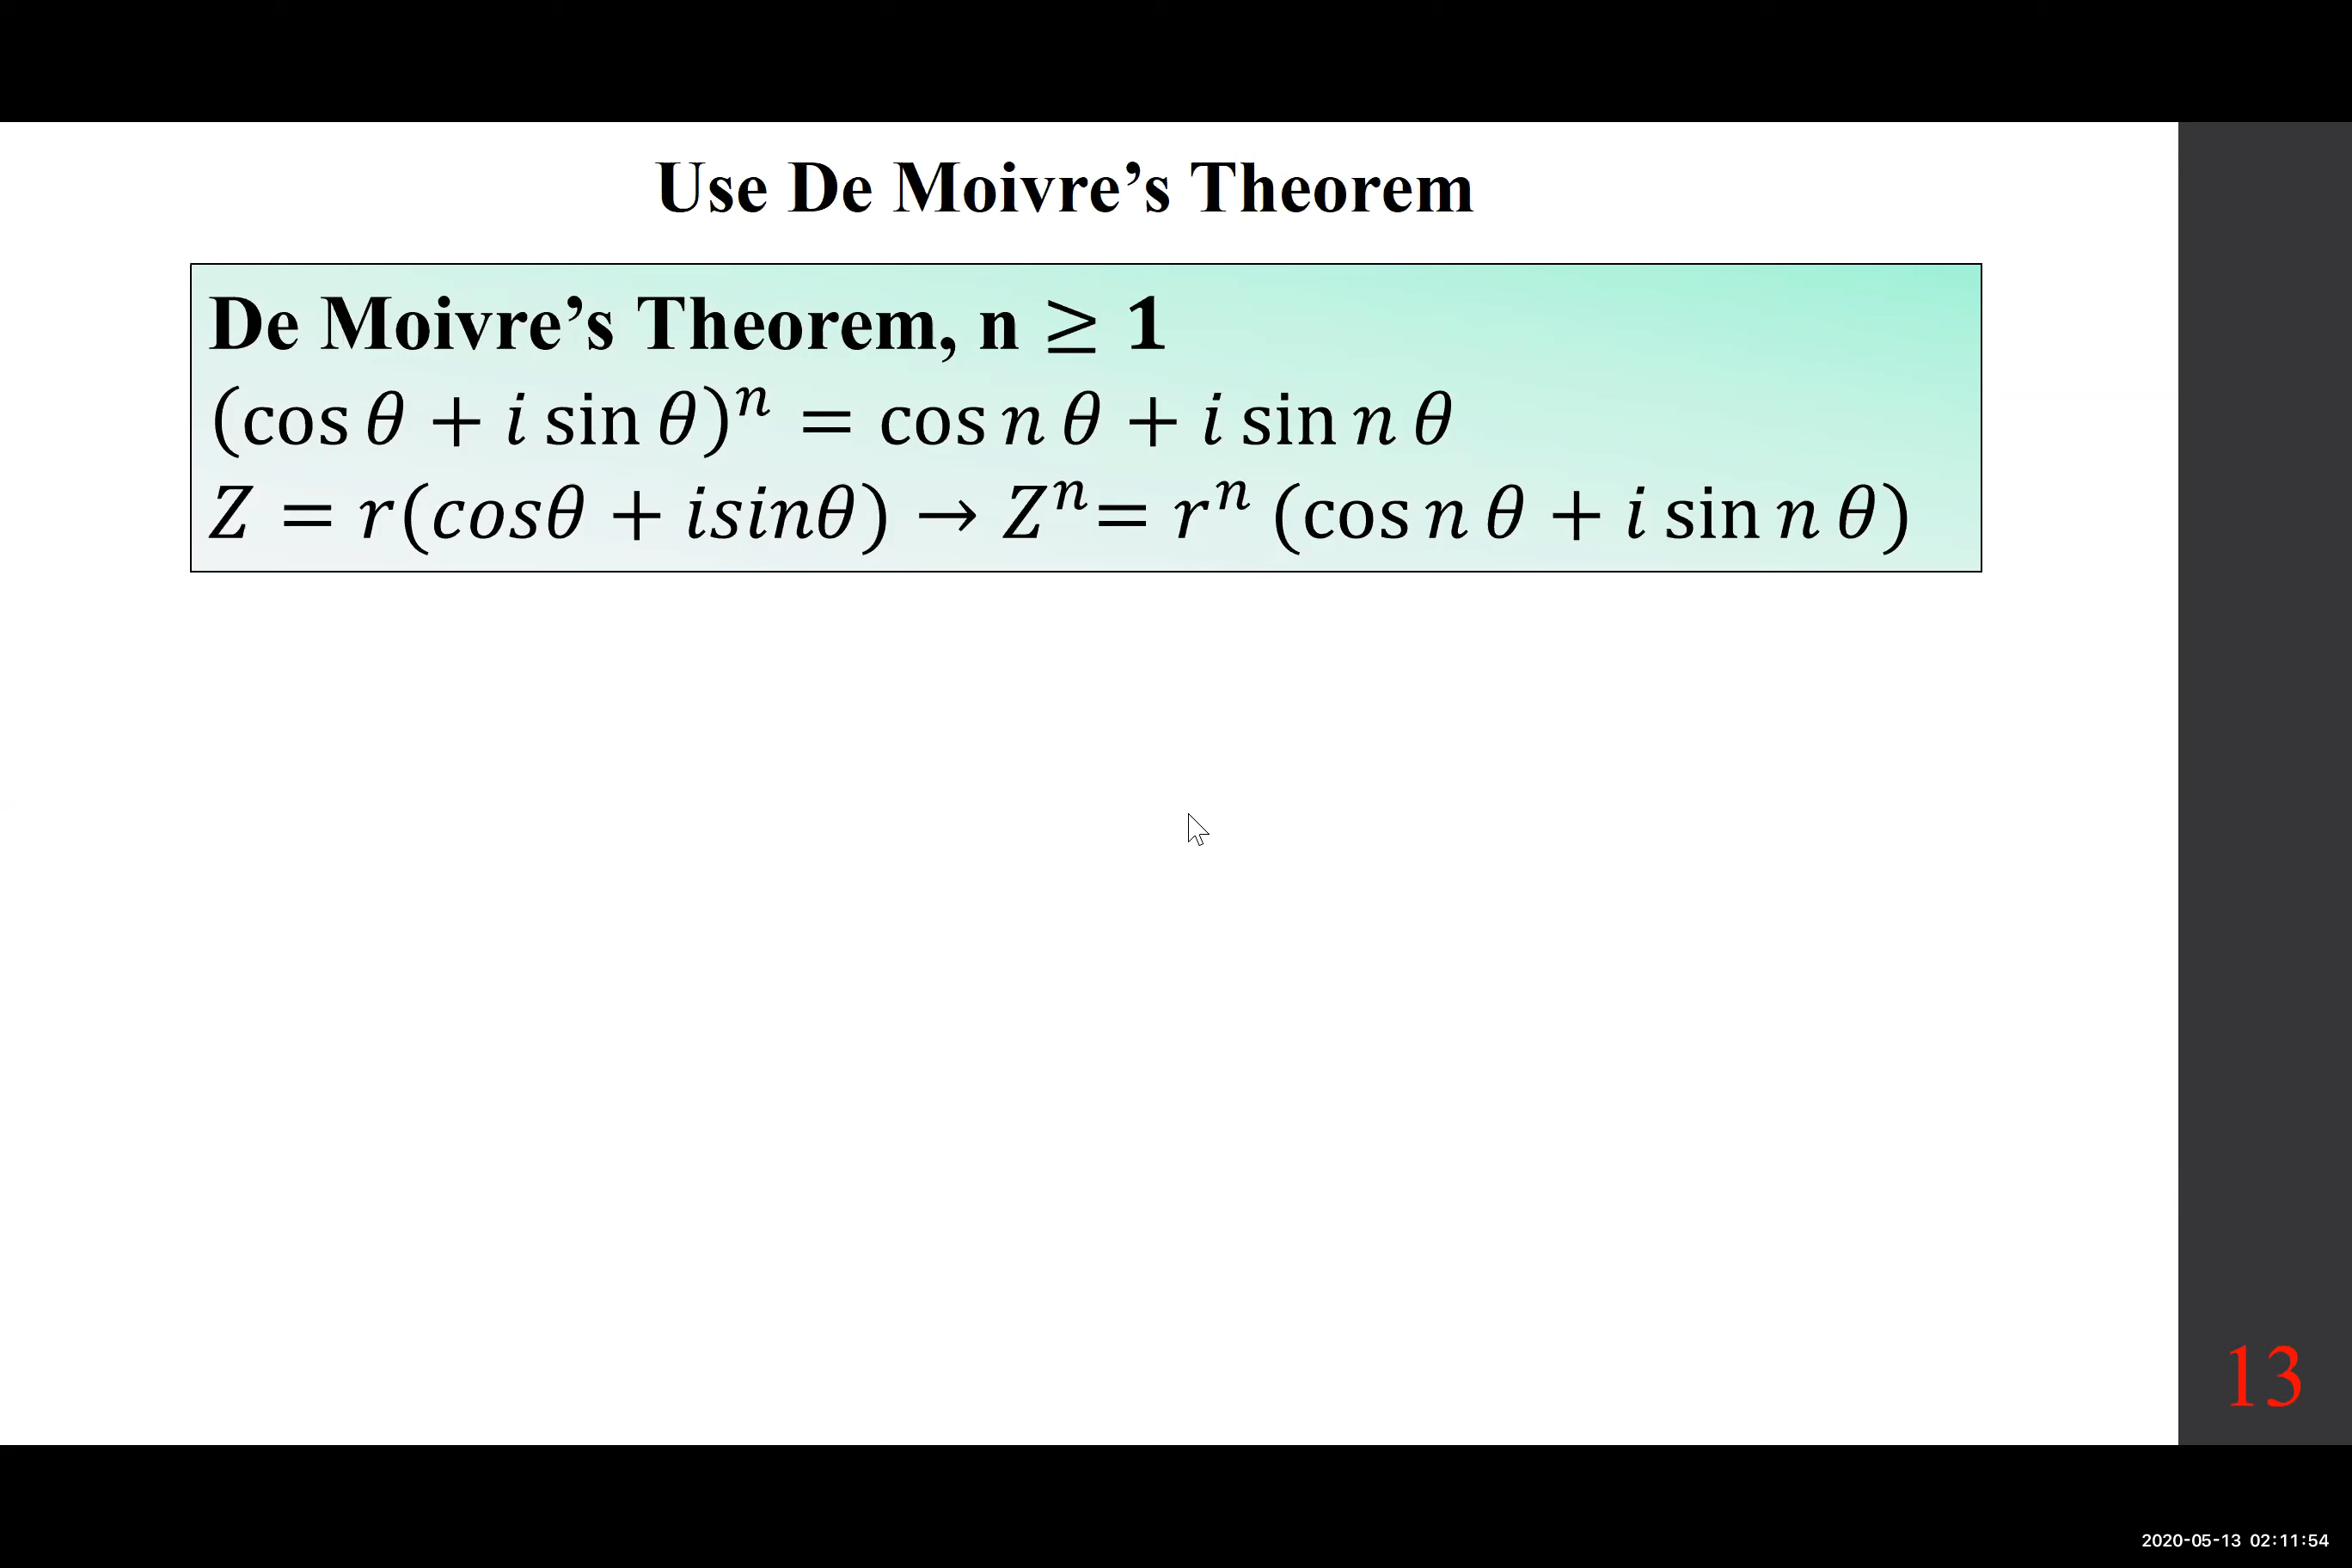 Use De Moivre’s Theorem
De Moivre’s Theorem, n ≥ 1
(cos θ + i sin θ)ⁿ = cos n θ + i sin n θ
Z = r(cosθ + isinθ) → Zⁿ= rⁿ (cos n θ + i sin n θ)
13
2020-05-13 02:11:54